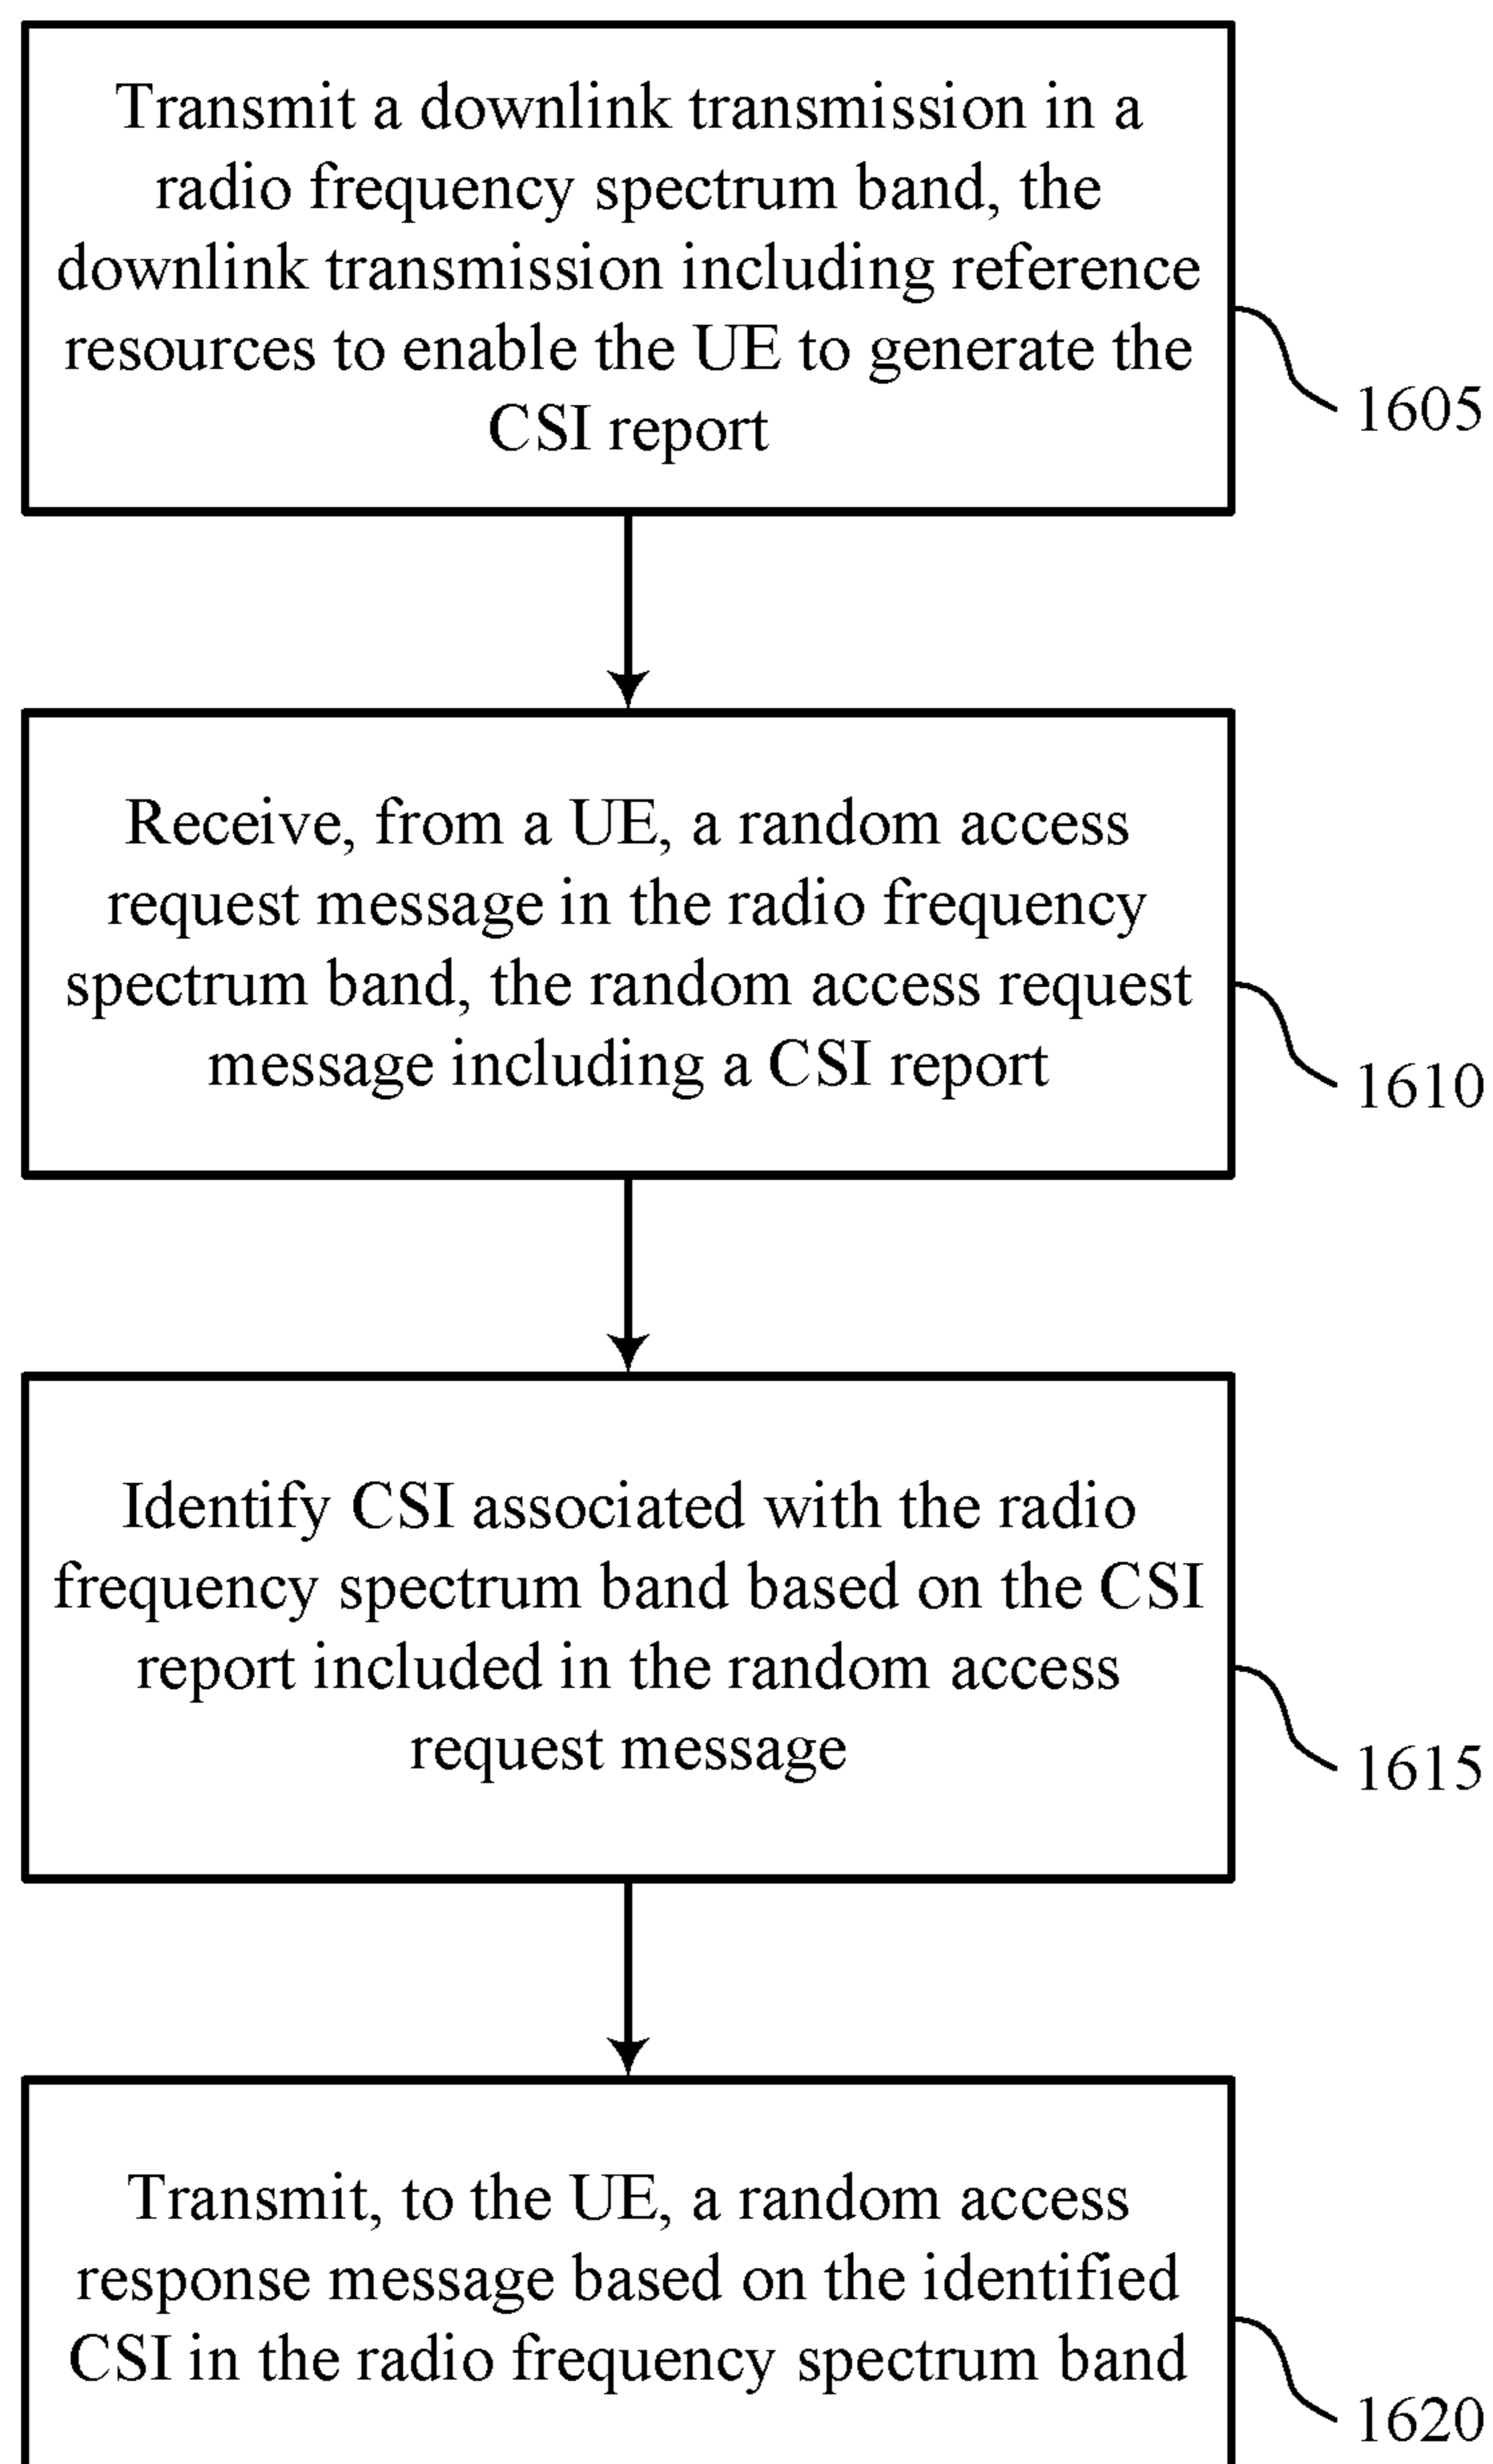 Transmit a downlink transmission in a
radio frequency spectrum band, the
downlink transmission including reference
resources to enable the UE to generate the
CSI report
1605
Receive, from a UE, a random access
request message in the radio frequency
spectrum band, the random access request
message including a CSI report
1610
Identify CSI associated with the radio
frequency spectrum band based on the CSI
report included in the random access
request message
1615
Transmit, to the UE, a random access
response message based on the identified
CSI in the radio frequency spectrum band
1620